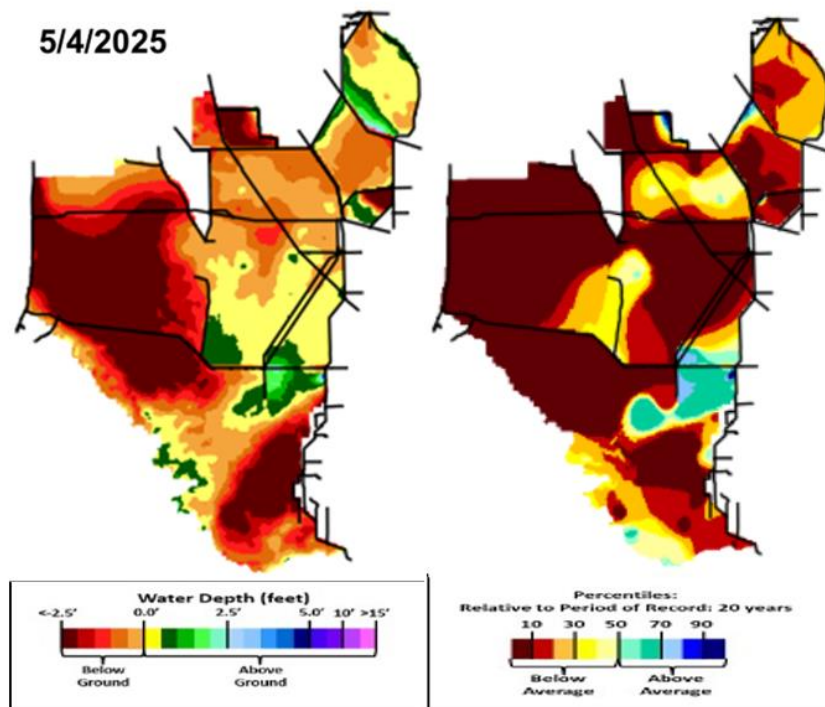 5/4/2025
Water Depth (feet)
<-2.5' 0.0' 2.5' 5.0' 10' >15'
Below Ground
Above Ground
Percentiles:
Relative to Period of Record: 20 years
10 30 50 70 90
Below Average
Above Average